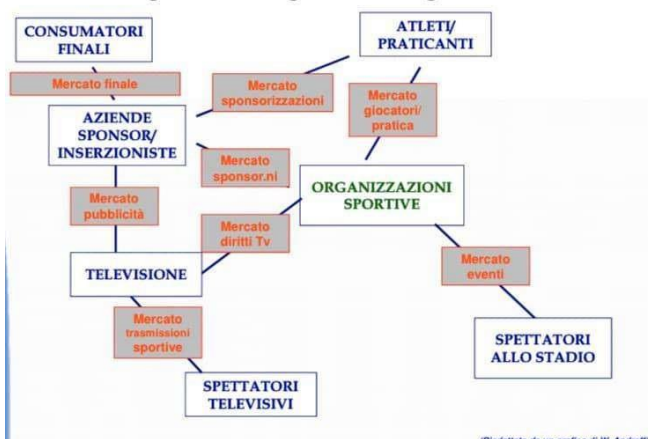 CONSUMATORI
FINALI
ATLETI/
PRATICANTI
Mercato finale
Mercato
sponsorizzazioni
Mercato
giocatori/
pratica
AZIENDE
SPONSOR/
INSERZIONISTE
Mercato
sponsor.ni
ORGANIZZAZIONI
SPORTIVE
Mercato
pubblicità
Mercato
diritti Tv
TELEVISIONE
Mercato
eventi
Mercato
trasmissioni
sportive
SPETTATORI
ALLO STADIO
SPETTATORI
TELEVISIVI